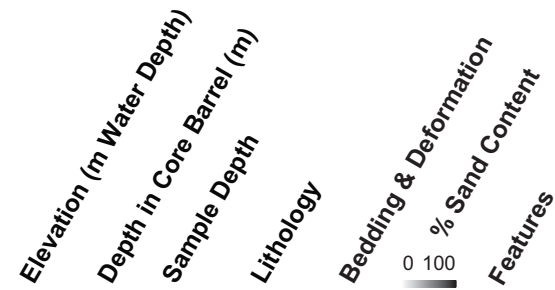 Elevation (m Water Depth)
Depth in Core Barrel (m)
Sample Depth
Lithology
Bedding & Deformation
% Sand Content
0 100
Features